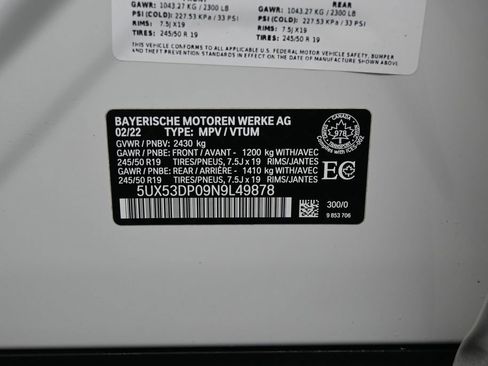 FRONT REAR
GAWR: 1043.27 KG / 2300 LB GAWR: 1043.27 KG / 2300 LB
PSI (COLD): 227.53 KPa / 33 PSI PSI (COLD): 227.53 KPa / 33 PSI
RIMS: 7.5J X19 RIMS: 7.5J X19
TIRES: 245/50 R 19 TIRES: 245/50 R 19
THIS VEHICLE CONFORMS TO ALL APPLICABLE U.S. FEDERAL MOTOR VEHICLE SAFETY, BUMPER
AND THEFT PREVENTION STANDARDS IN EFFECT ON THE DATE OF MANUFACTURE SHOWN ABOVE.
BAYERISCHE MOTOREN WERKE AG
02/22 TYPE: MPV / VTUM
GVWR / PNBV: 2430 kg
GAWR / PNBE: FRONT / AVANT - 1200 kg WITH/AVEC
245/50 R19 TIRES/PNEUS, 7.5J x 19 RIMS/JANTES
GAWR / PNBE: REAR / ARRIÈRE - 1410 kg WITH/AVEC
245/50 R19 TIRES/PNEUS, 7.5J x 19 RIMS/JANTES
5UX53DP09N9L49878
CANADA
978
EC
300/0
9 853 706